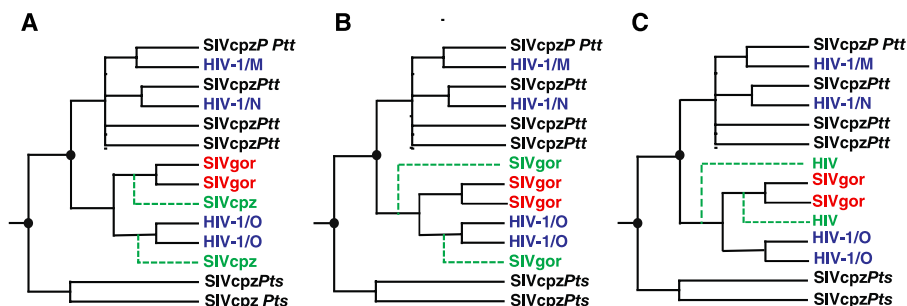 A
SIVcpzP Ptt
HIV-1/M
SIVcpzPtt
HIV-1/N
SIVcpzPtt
SIVcpzPtt
SIVgor
SIVgor
SIVcpz
HIV-1/O
HIV-1/O
SIVcpz
SIVcpzPts
SIVcpz Pts
B
SIVcpzP Ptt
HIV-1/M
SIVcpzPtt
HIV-1/N
SIVcpzPtt
SIVcpzPtt
SIVgor
SIVgor
SIVgor
HIV-1/O
HIV-1/O
SIVgor
SIVcpzPts
SIVcpzPts
C
SIVcpzP Ptt
HIV-1/M
SIVcpzPtt
HIV-1/N
SIVcpzPtt
SIVcpzPtt
HIV
SIVgor
SIVgor
HIV
HIV-1/O
HIV-1/O
SIVcpzPts
SIVcpzPts